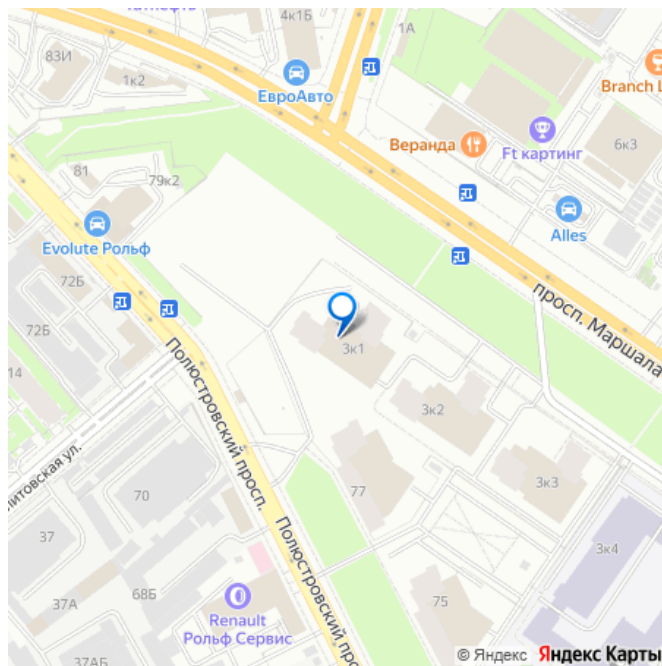 4к1Б
1А
83И
1к2
ЕвроАвто
Branch L
Веранда
Ft картинг
6к3
81
79к2
Evolute Рольф
Alles
72Б
72Б
просп. Маршала
14
3к1
Полюстровский просп.
3к2
литовская ул.
70
77
3к3
37
Полюстровский про
3к4
37А
68Б
75
Renault
Рольф Сервис
37АБ
© Яндекс Яндекс Карты